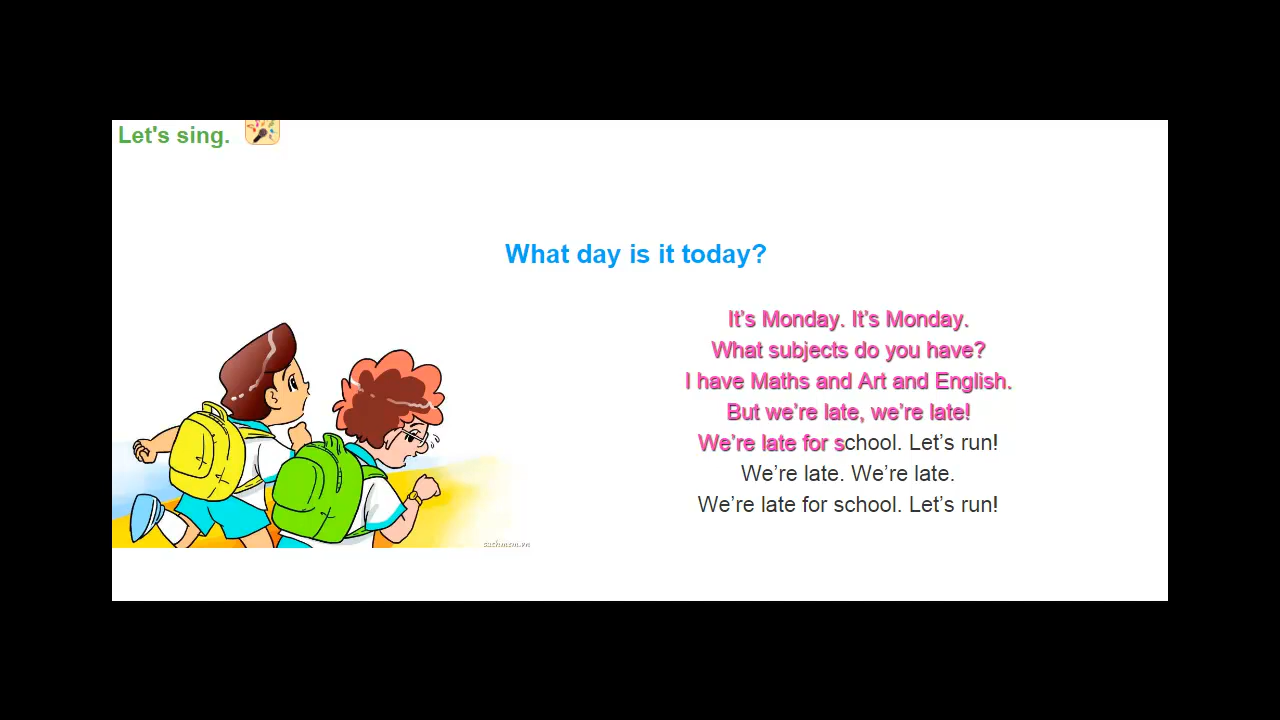 Let's sing.
What day is it today?
It’s Monday. It’s Monday.
What subjects do you have?
I have Maths and Art and English.
But we’re late, we’re late!
We’re late for school. Let’s run!
We’re late. We’re late.
We’re late for school. Let’s run!
sachmem.vn